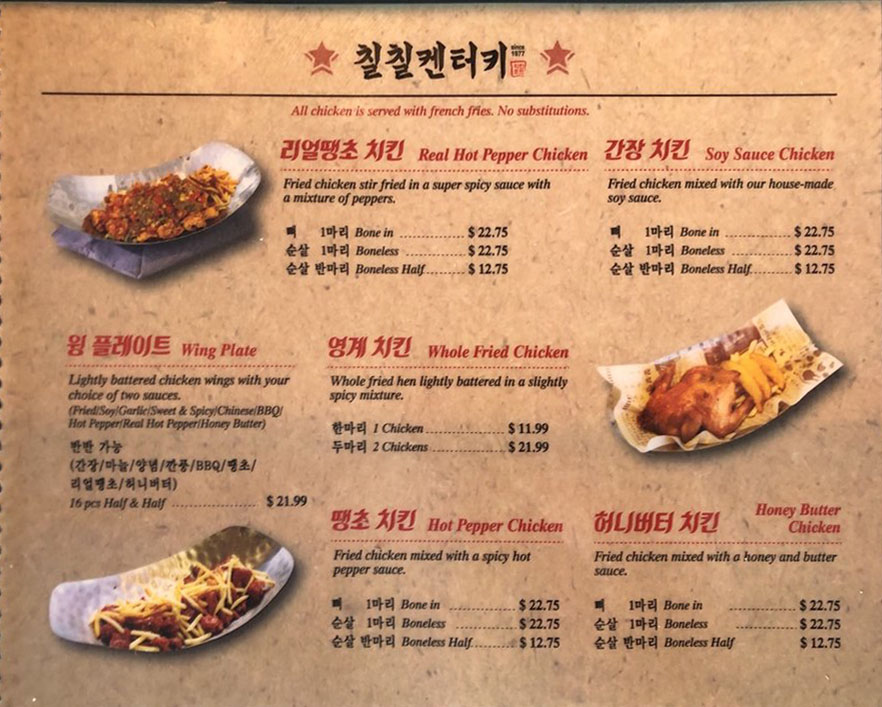 칠칠켄터키 since 1977
All chicken is served with french fries. No substitutions.
리얼땡초 치킨 Real Hot Pepper Chicken
Fried chicken stir fried in a super spicy sauce with
a mixture of peppers.
뼈 1마리 Bone in $ 22.75
순살 1마리 Boneless $ 22.75
순살 반마리 Boneless Half $ 12.75
간장 치킨 Soy Sauce Chicken
Fried chicken mixed with our house-made
soy sauce.
뼈 1마리 Bone in $ 22.75
순살 1마리 Boneless $ 22.75
순살 반마리 Boneless Half $ 12.75
윙 플레이트 Wing Plate
Lightly battered chicken wings with your
choice of two sauces.
(Fried/Soy/Garlic/Sweet & Spicy/Chinese/BBQ/
Hot Pepper/Real Hot Pepper/Honey Butter)
반반 가능
(간장/마늘/양념/깐풍/BBQ/땡초/
리얼땡초/허니버터)
16 pcs Half & Half $ 21.99
영계 치킨 Whole Fried Chicken
Whole fried hen lightly battered in a slightly
spicy mixture.
한마리 1 Chicken $ 11.99
두마리 2 Chickens $ 21.99
땡초 치킨 Hot Pepper Chicken
Fried chicken mixed with a spicy hot
pepper sauce.
뼈 1마리 Bone in $ 22.75
순살 1마리 Boneless $ 22.75
순살 반마리 Boneless Half $ 12.75
허니버터 치킨 Honey Butter
Chicken
Fried chicken mixed with a honey and butter
sauce.
뼈 1마리 Bone in $ 22.75
순살 1마리 Boneless $ 22.75
순살 반마리 Boneless Half $ 12.75